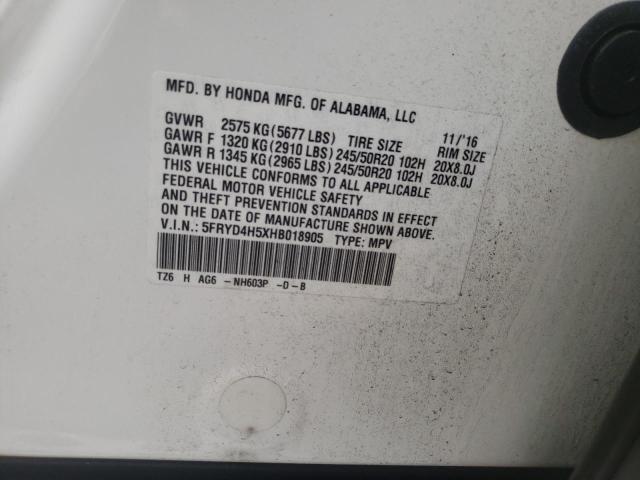 MFD. BY HONDA MFG. OF ALABAMA, LLC
11/'16
GVWR 2575 KG (5677 LBS) TIRE SIZE RIM SIZE
GAWR F 1320 KG (2910 LBS) 245/50R20 102H 20X8.0J
GAWR R 1345 KG (2965 LBS) 245/50R20 102H 20X8.0J
THIS VEHICLE CONFORMS TO ALL APPLICABLE
FEDERAL MOTOR VEHICLE SAFETY
AND THEFT PREVENTION STANDARDS IN EFFECT
ON THE DATE OF MANUFACTURE SHOWN ABOVE.
V.I.N.: 5FRYD4H5XHB018905 TYPE: MPV
TZ6 H AG6 -NH603P -0-B